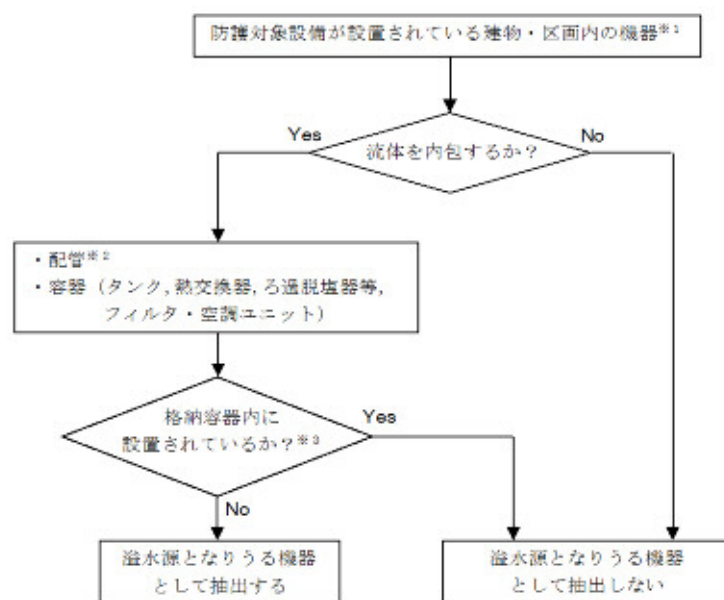 防護対象設備が設置されている建物・区画内の機器※1
Yes
No
流体を内包するか？
・配管※2
・容器（タンク,熱交換器,ろ過脱塩器等,
フィルタ・空調ユニット）
格納容器内に
設置されているか？※3
Yes
No
溢水源となりうる機器
として抽出する
溢水源となりうる機器
として抽出しない